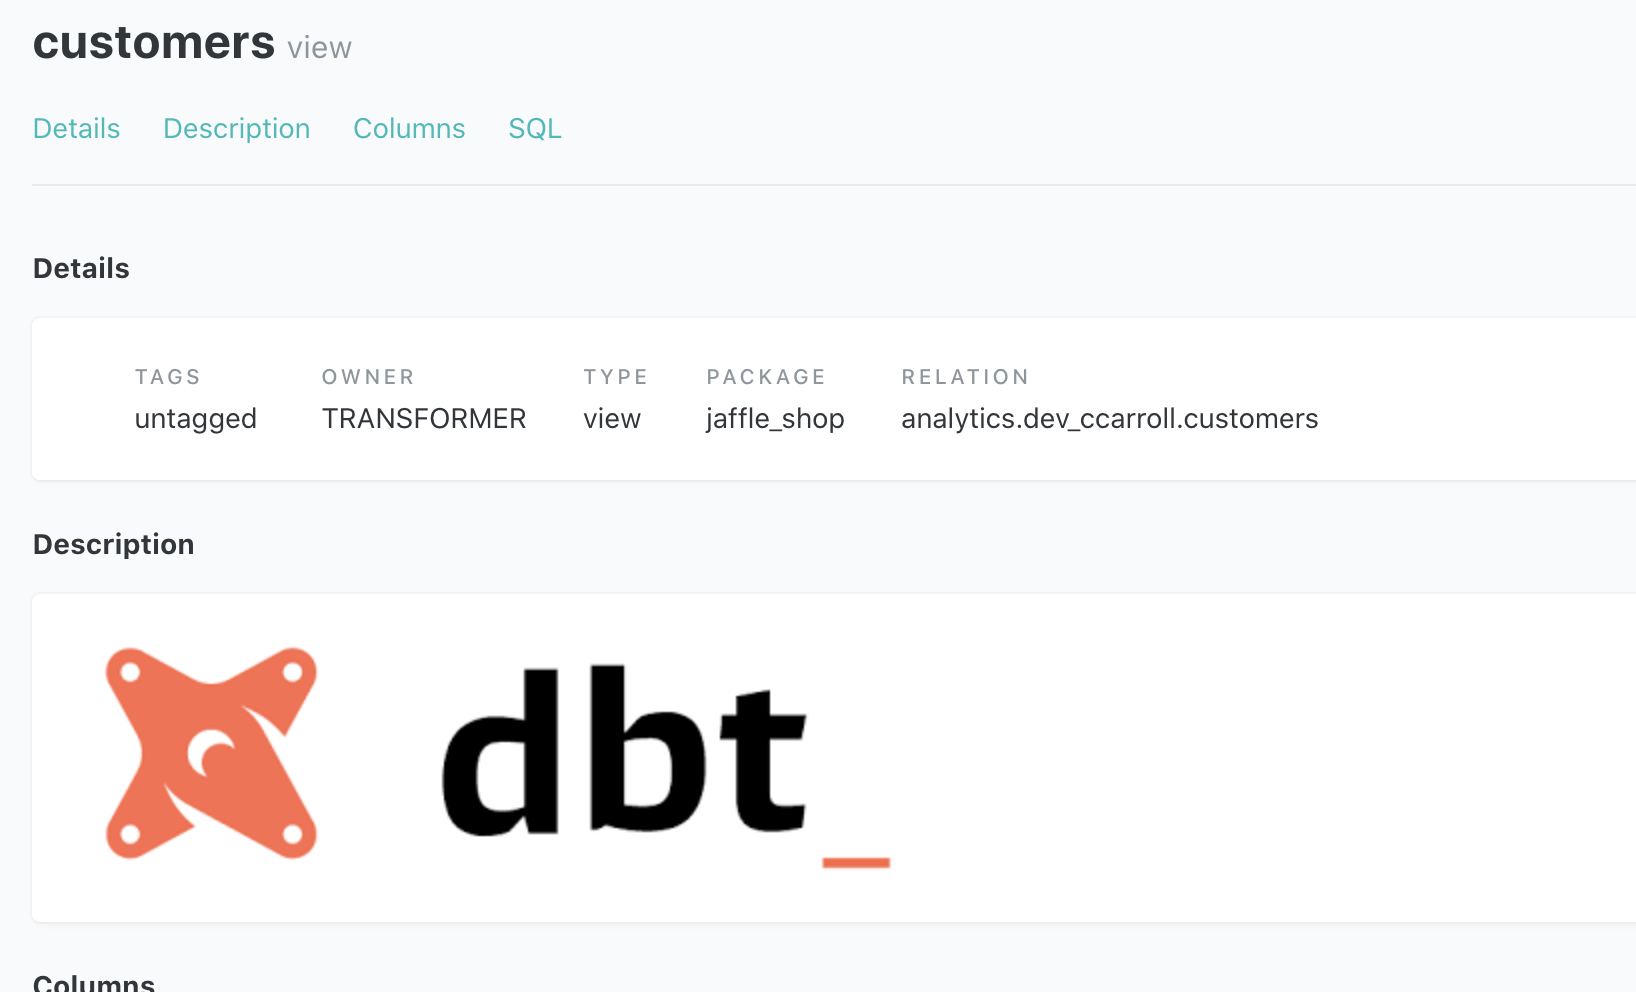 customers view
Details Description Columns SQL
Details
TAGS OWNER TYPE PACKAGE RELATION
untagged TRANSFORMER view jaffle_shop analytics.dev_ccarroll.customers
Description
dbt_
Columns